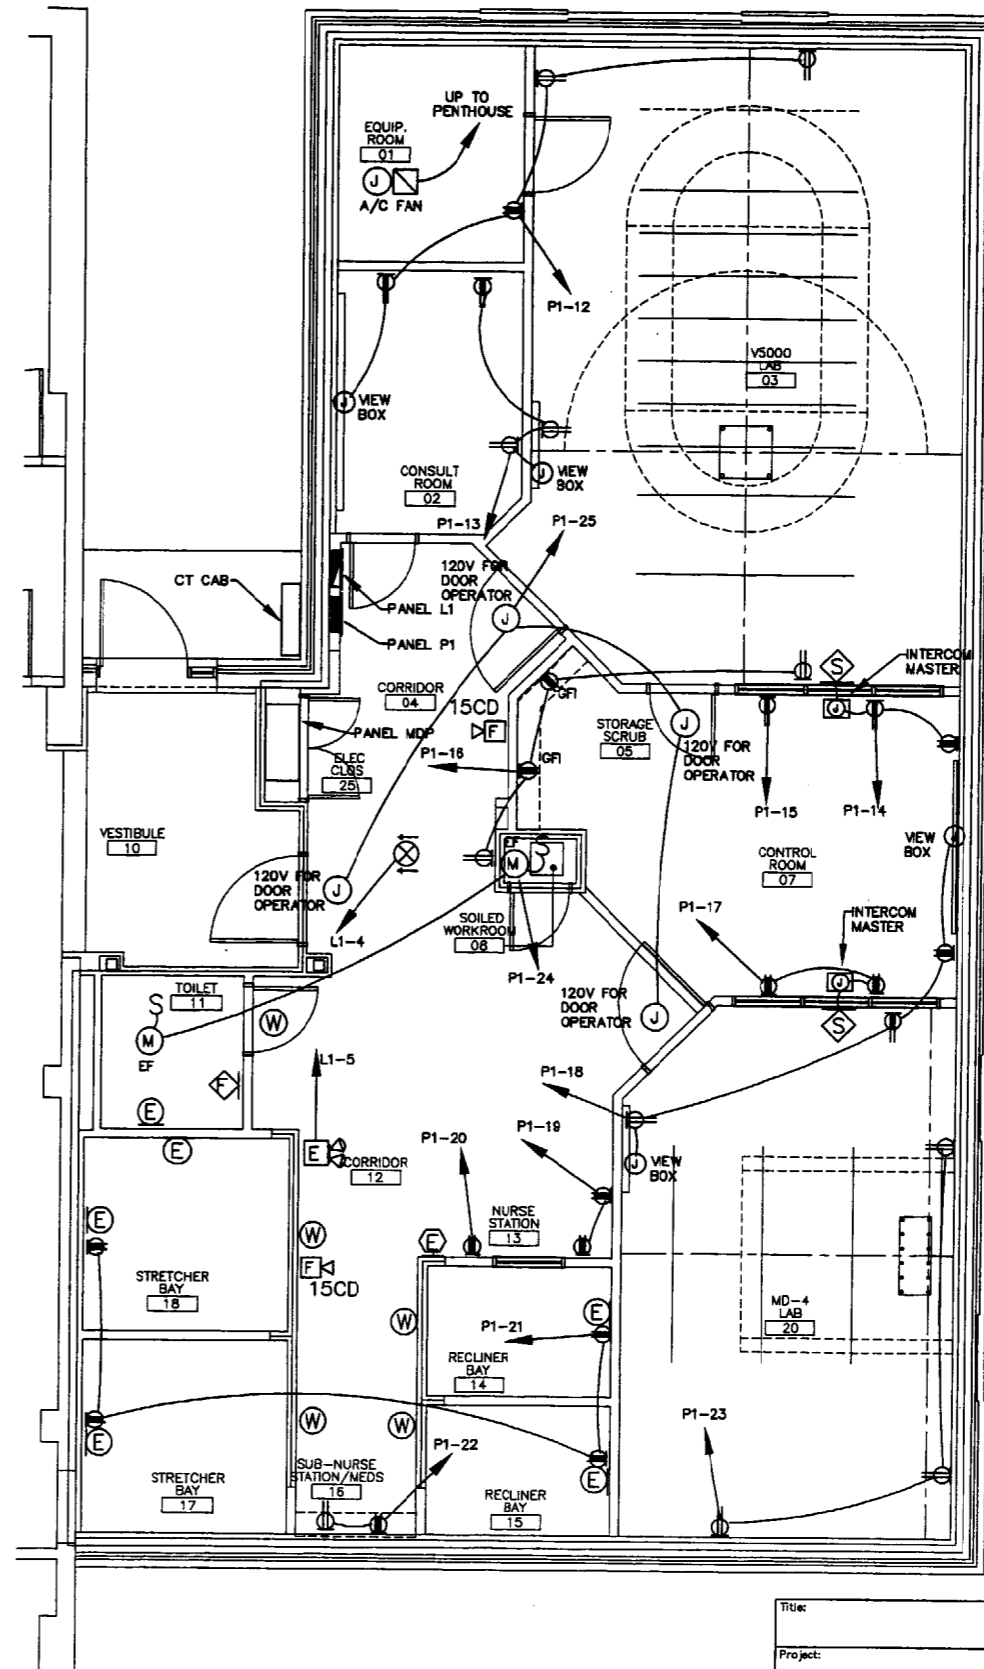 UP TO
PENTHOUSE
EQUIP.
ROOM
01
J
A/C FAN
P1-12
V5000
LAB
03
J VIEW
BOX
CONSULT
ROOM
02
J VIEW
BOX
P1-13
P1-25
120V FOR
DOOR
OPERATOR
J
CT CAB
PANEL L1
PANEL P1
INTERCOM
MASTER
S
J
CORRIDOR
04
15CD
F
GFI
STORAGE
SCRUB
05
J
120V FOR
DOOR
OPERATOR
PANEL MDP
P1-16
GFI
ELEC
CLOS
25
P1-15
P1-14
VESTIBULE
10
EF
M
S
VIEW
BOX
J
CONTROL
ROOM
07
120V FOR
DOOR
OPERATOR
J
L1-4
SOILED
WORKROOM
08
P1-17
INTERCOM
MASTER
J
S
P1-24
TOILET
11
S
M
EF
W
120V FOR
DOOR
OPERATOR
J
L1-5
F
E
P1-18
P1-19
P1-20
E
E
CORRIDOR
12
J VIEW
BOX
NURSE
STATION
13
E
W
E
F
15CD
STRETCHER
BAY
18
MD-4
LAB
20
E
W
P1-21
RECLINER
BAY
14
W
W
P1-23
E
P1-22
SUB-NURSE
STATION/MEDS
16
STRETCHER
BAY
17
E
RECLINER
BAY
15
Title:
Project: